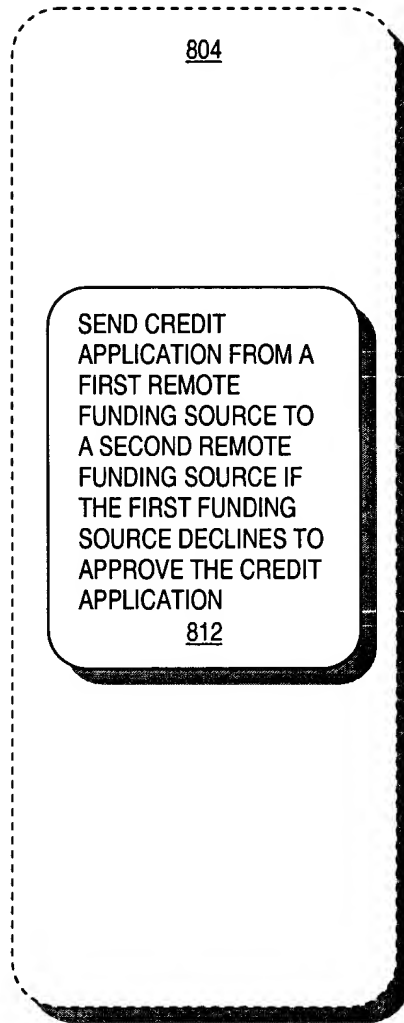 804
SEND CREDIT
APPLICATION FROM A
FIRST REMOTE
FUNDING SOURCE TO
A SECOND REMOTE
FUNDING SOURCE IF
THE FIRST FUNDING
SOURCE DECLINES TO
APPROVE THE CREDIT
APPLICATION
812